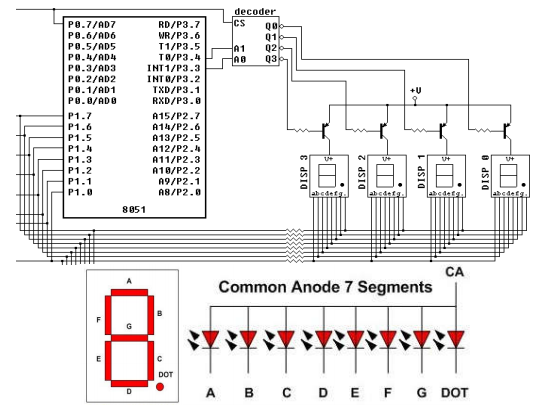 decoder
P0.7/AD7 RD/P3.7
P0.6/AD6 WR/P3.6
P0.5/AD5 T1/P3.5
P0.4/AD4 T0/P3.4
P0.3/AD3 INT1/P3.3
P0.2/AD2 INT0/P3.2
P0.1/AD1 TXD/P3.1
P0.0/AD0 RXD/P3.0
P1.7 A15/P2.7
P1.6 A14/P2.6
P1.5 A13/P2.5
P1.4 A12/P2.4
P1.3 A11/P2.3
P1.2 A10/P2.2
P1.1 A9/P2.1
P1.0 A8/P2.0
8051
CS Q0
Q1
A1 Q2
A0 Q3
+V
DISP 3
V+
abcdefg.
DISP 2
V+
abcdefg.
DISP 1
V+
abcdefg.
DISP 0
V+
abcdefg.
A
F B
G
E C
D
DOT
Common Anode 7 Segments
CA
A B C D E F G DOT